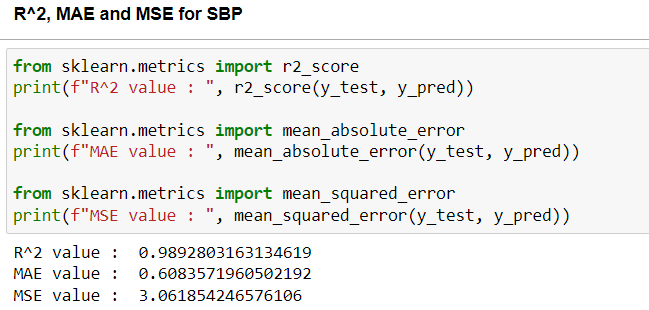 R^2, MAE and MSE for SBP
from sklearn.metrics import r2_score
print(f"R^2 value : ", r2_score(y_test, y_pred))
from sklearn.metrics import mean_absolute_error
print(f"MAE value : ", mean_absolute_error(y_test, y_pred))
from sklearn.metrics import mean_squared_error
print(f"MSE value : ", mean_squared_error(y_test, y_pred))
R^2 value :  0.9892803163134619
MAE value :  0.6083571960502192
MSE value :  3.061854246576106